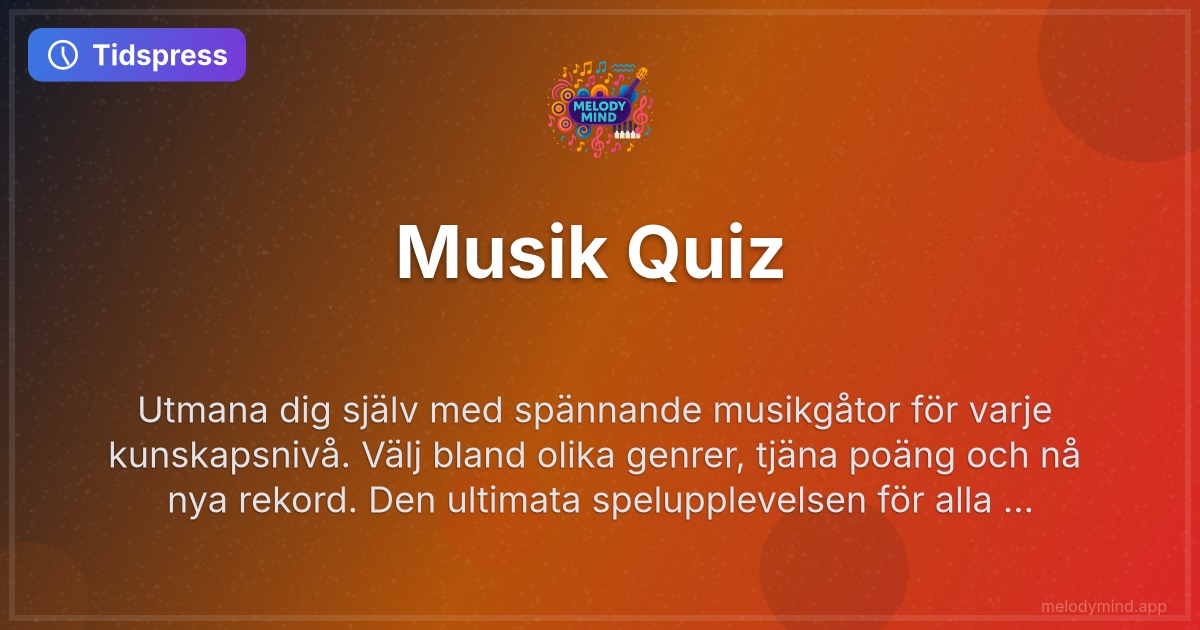 Tidspress
MELODY
MIND
Musik Quiz
Utmana dig själv med spännande musikgåtor för varje
kunskapsnivå. Välj bland olika genrer, tjäna poäng och nå
nya rekord. Den ultimata spelupplevelsen för alla ...
melodymind.app